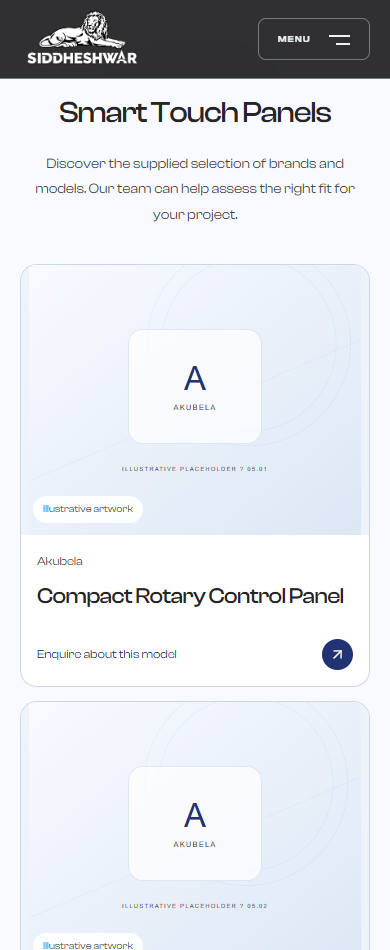 SIDDHESHWAR
MENU
Smart Touch Panels
Discover the supplied selection of brands and
models. Our team can help assess the right fit for
your project.
A
AKUBELA
ILLUSTRATIVE PLACEHOLDER ? 05.01
Illustrative artwork
Akubela
Compact Rotary Control Panel
Enquire about this model
A
AKUBELA
ILLUSTRATIVE PLACEHOLDER ? 05.02
Illustrative artwork